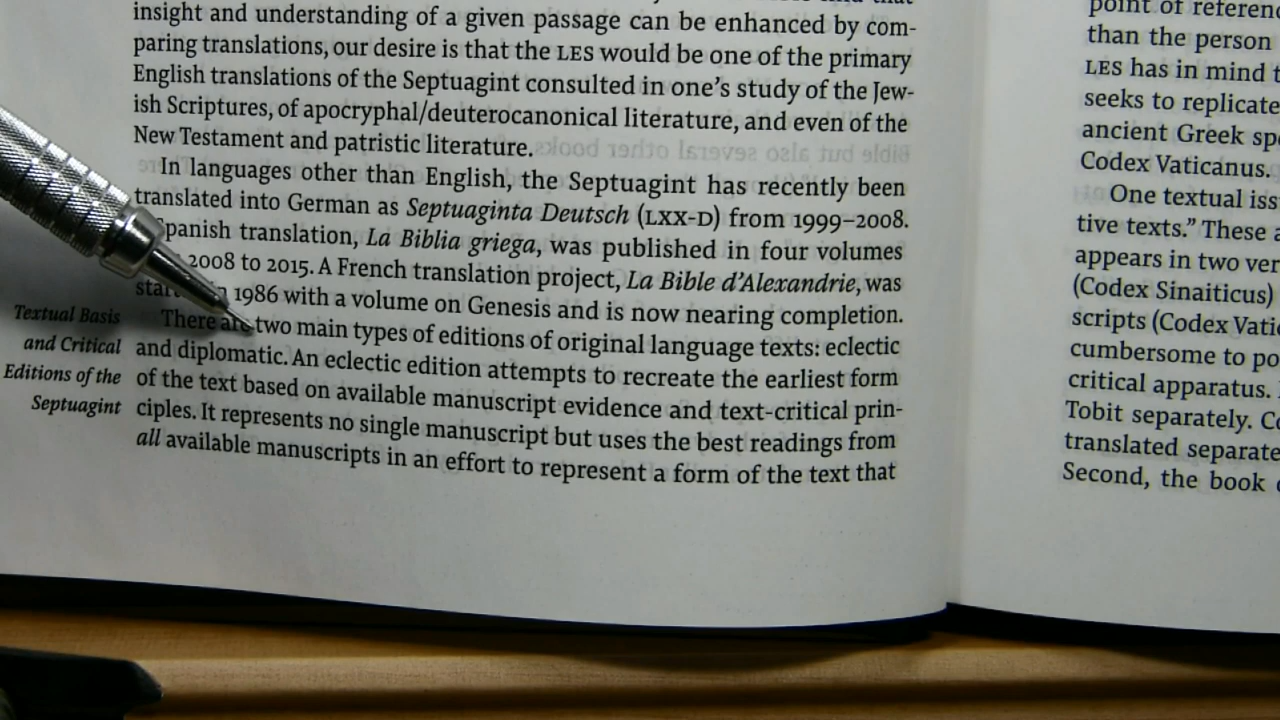 insight and understanding of a given passage can be enhanced by com-
paring translations, our desire is that the LES would be one of the primary
English translations of the Septuagint consulted in one's study of the Jew-
ish Scriptures, of apocryphal/deuterocanonical literature, and even of the
New Testament and patristic literature.
In languages other than English, the Septuagint has recently been
translated into German as Septuaginta Deutsch (LXX-D) from 1999–2008.
panish translation, La Biblia griega, was published in four volumes
2008 to 2015. A French translation project, La Bible d'Alexandrie, was
1986 with a volume on Genesis and is now nearing completion.
There are two main types of editions of original language texts: eclectic
and diplomatic. An eclectic edition attempts to recreate the earliest form
of the text based on available manuscript evidence and text-critical prin-
ciples. It represents no single manuscript but uses the best readings from
all available manuscripts in an effort to represent a form of the text that
Textual Basis
and Critical
Editions of the
Septuagint
point of referenc
than the person
LES has in mind t
seeks to replicate
ancient Greek sp
Codex Vaticanus.
One textual iss
tive texts." These a
appears in two ver
(Codex Sinaiticus)
scripts (Codex Vatic
cumbersome to po
critical apparatus.
Tobit separately. Co
translated separate
Second, the book